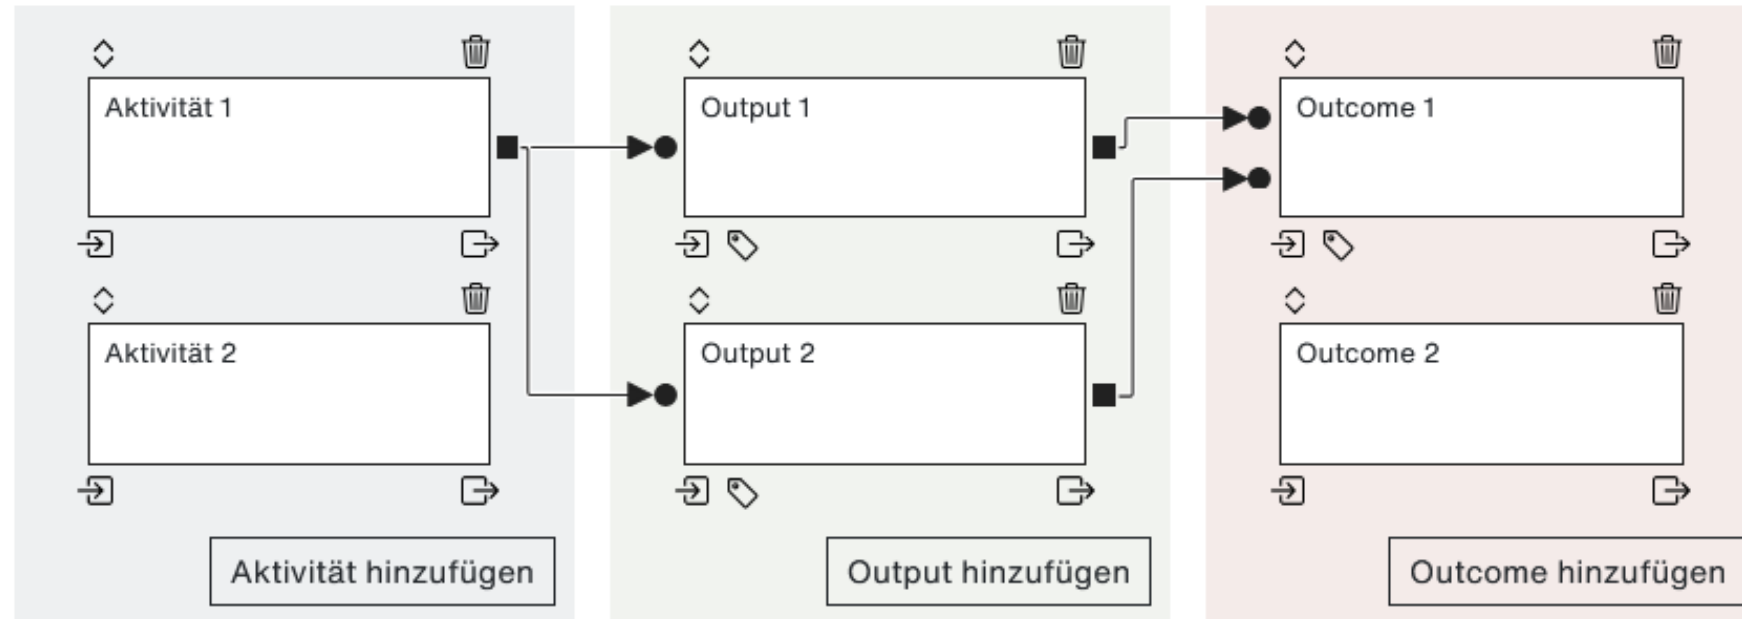 Aktivität 1
Output 1
Outcome 1
Aktivität 2
Output 2
Outcome 2
Aktivität hinzufügen
Output hinzufügen
Outcome hinzufügen